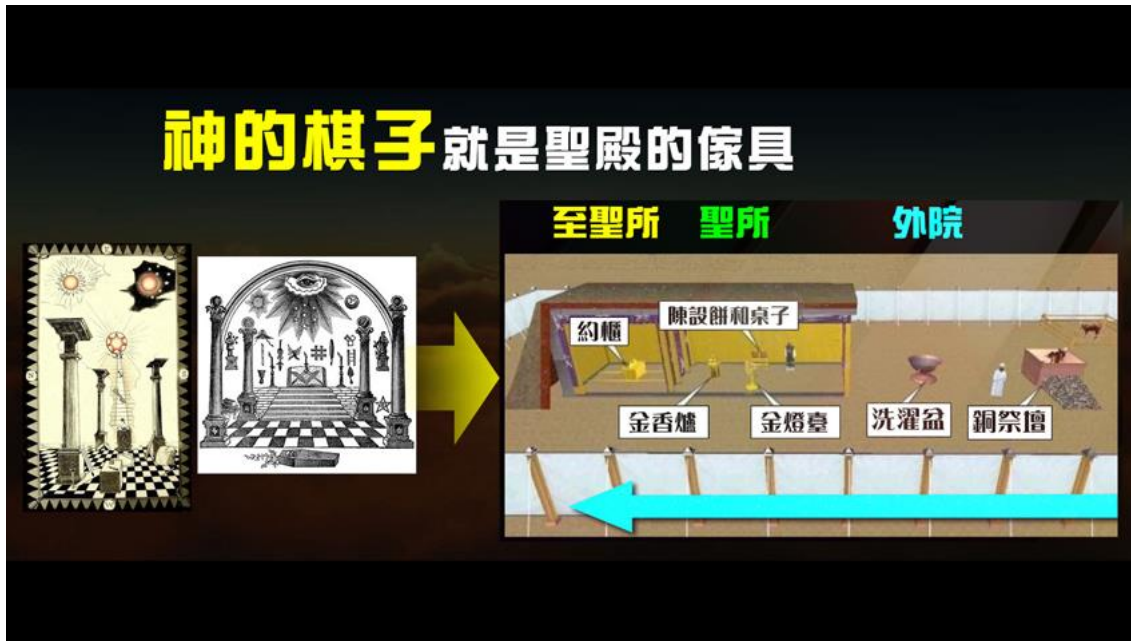 神的棋子就是聖殿的傢具
至聖所 聖所 外院
約櫃
陳設餅和桌子
金香爐
金燈臺
洗濯盆
銅祭壇
E
N
S
W